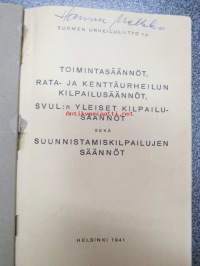 SUOMEN URHEILULIITTO r.y.
TOIMINTASÄÄNNÖT,
RATA- JA KENTTÄURHEILUN
KILPAILUSÄÄNNÖT,
SVUL:n YLEISET KILPAILU-
SÄÄNNÖT
SEKÄ
SUUNNISTAMISKILPAILUJEN
SÄÄNNÖT
HELSINKI 1941